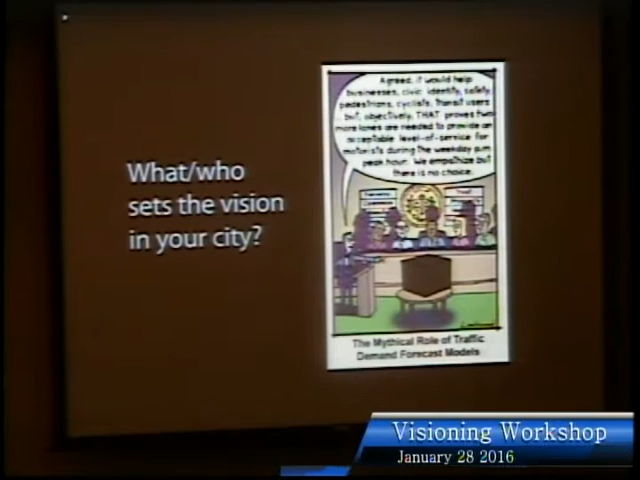 What/who
sets the vision
in your city?
Agreed, it would help
businesses, civic identity, safety,
pedestrians, cyclists, transit users
but, objectively, THAT proves two
more lanes are needed to provide an
acceptable level-of-service for
motorists during the weekday p.m.
peak hour. We empathize but
there is no choice.
The Mythical Role of Traffic
Demand Forecast Models
Visioning Workshop
January 28 2016